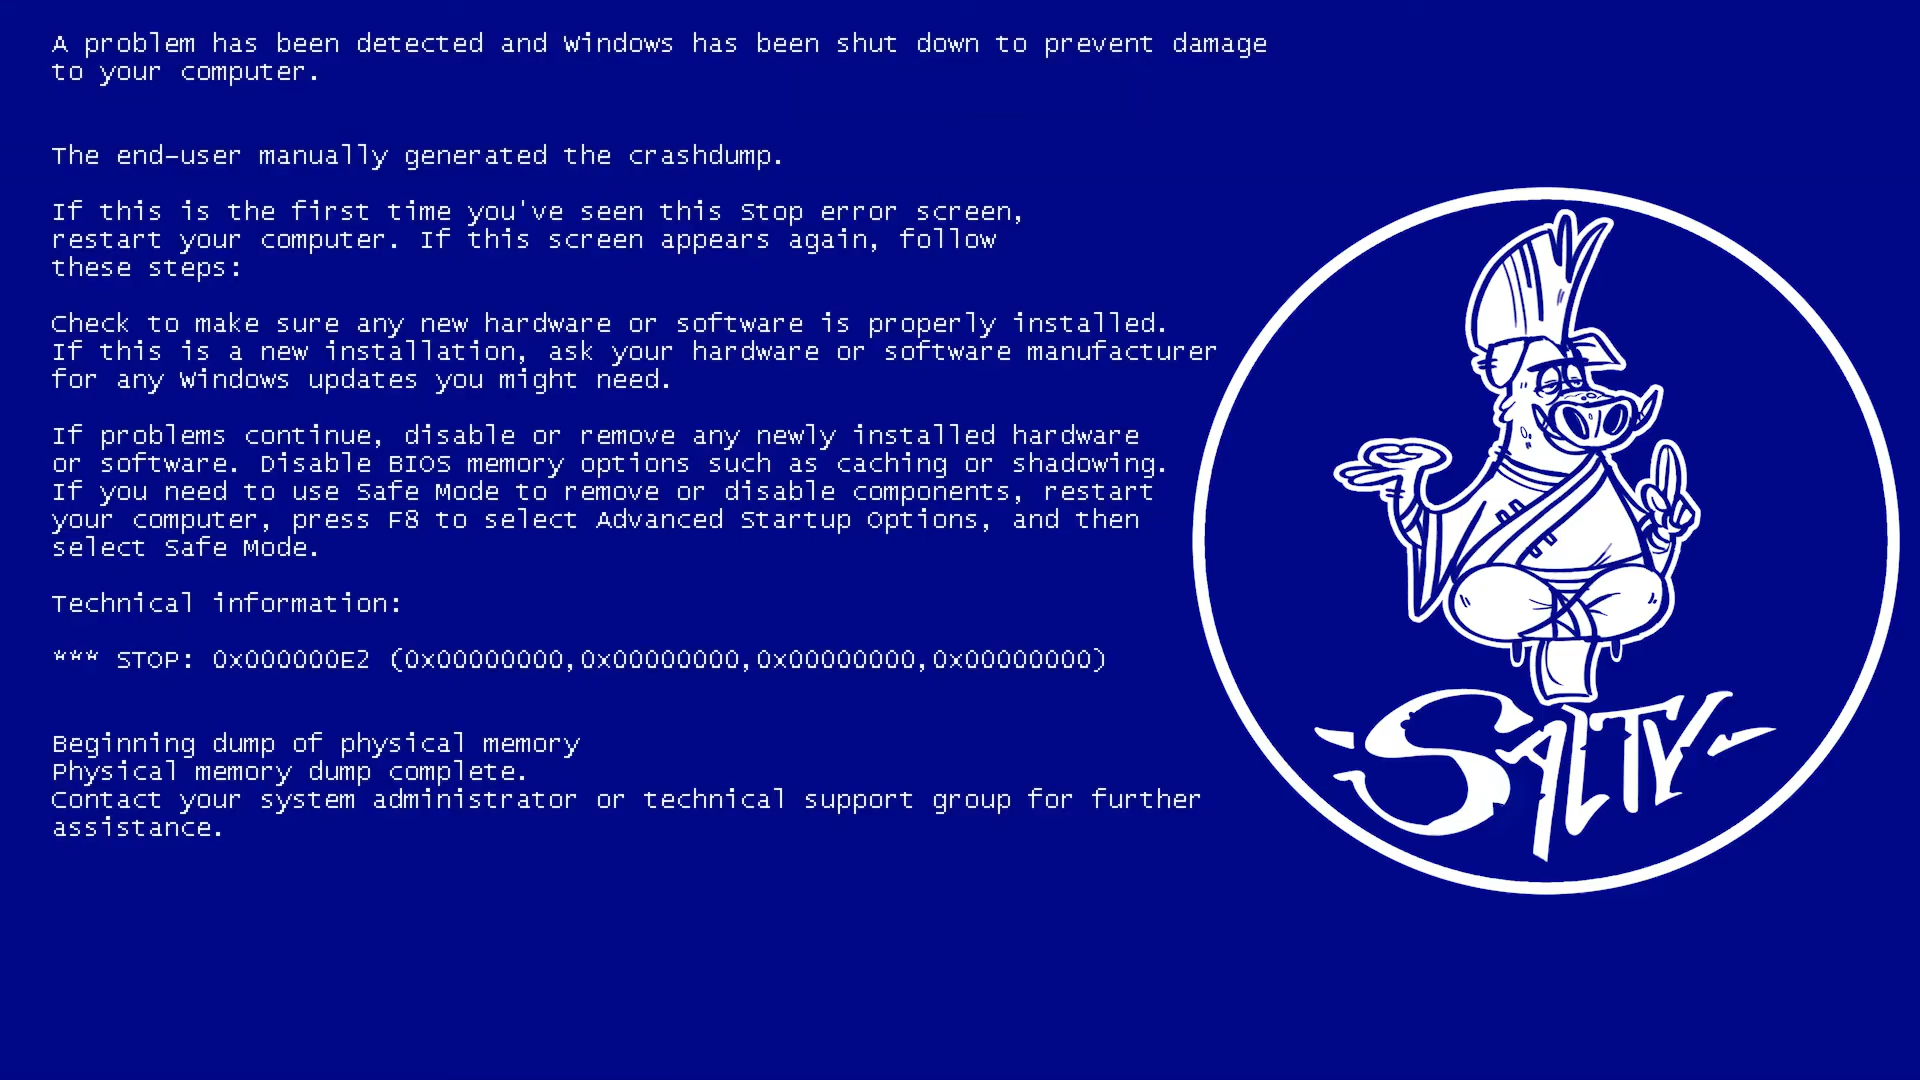 A problem has been detected and Windows has been shut down to prevent damage
to your computer.
The end-user manually generated the crashdump.
If this is the first time you've seen this Stop error screen,
restart your computer. If this screen appears again, follow
these steps:
Check to make sure any new hardware or software is properly installed.
If this is a new installation, ask your hardware or software manufacturer
for any Windows updates you might need.
If problems continue, disable or remove any newly installed hardware
or software. Disable BIOS memory options such as caching or shadowing.
If you need to use Safe Mode to remove or disable components, restart
your computer, press F8 to select Advanced Startup Options, and then
select Safe Mode.
Technical information:
*** STOP: 0x000000E2 (0x00000000,0x00000000,0x00000000,0x00000000)
Beginning dump of physical memory
Physical memory dump complete.
Contact your system administrator or technical support group for further
assistance.
SALTY